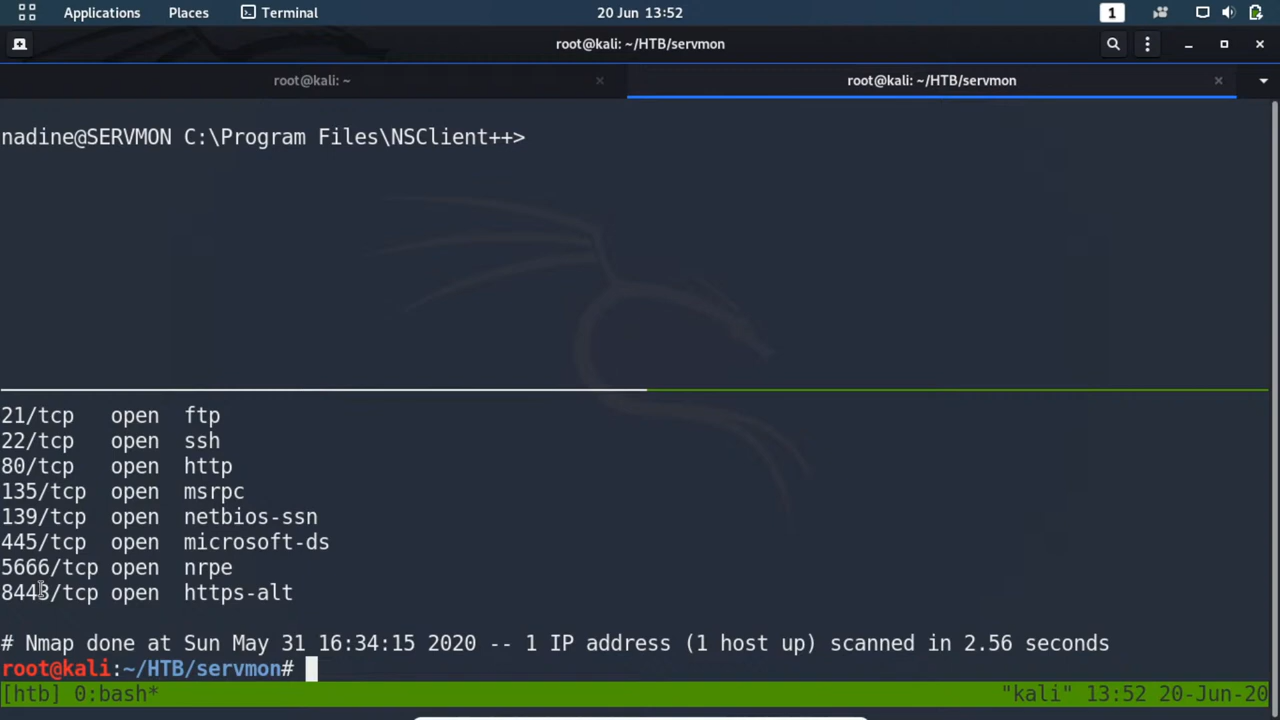 Applications Places Terminal 20 Jun 13:52 1
root@kali: ~/HTB/servmon
root@kali: ~ root@kali: ~/HTB/servmon
nadine@SERVMON C:\Program Files\NSClient++>
21/tcp open ftp
22/tcp open ssh
80/tcp open http
135/tcp open msrpc
139/tcp open netbios-ssn
445/tcp open microsoft-ds
5666/tcp open nrpe
8443/tcp open https-alt
# Nmap done at Sun May 31 16:34:15 2020 -- 1 IP address (1 host up) scanned in 2.56 seconds
root@kali:~/HTB/servmon#
[htb] 0:bash* "kali" 13:52 20-Jun-20